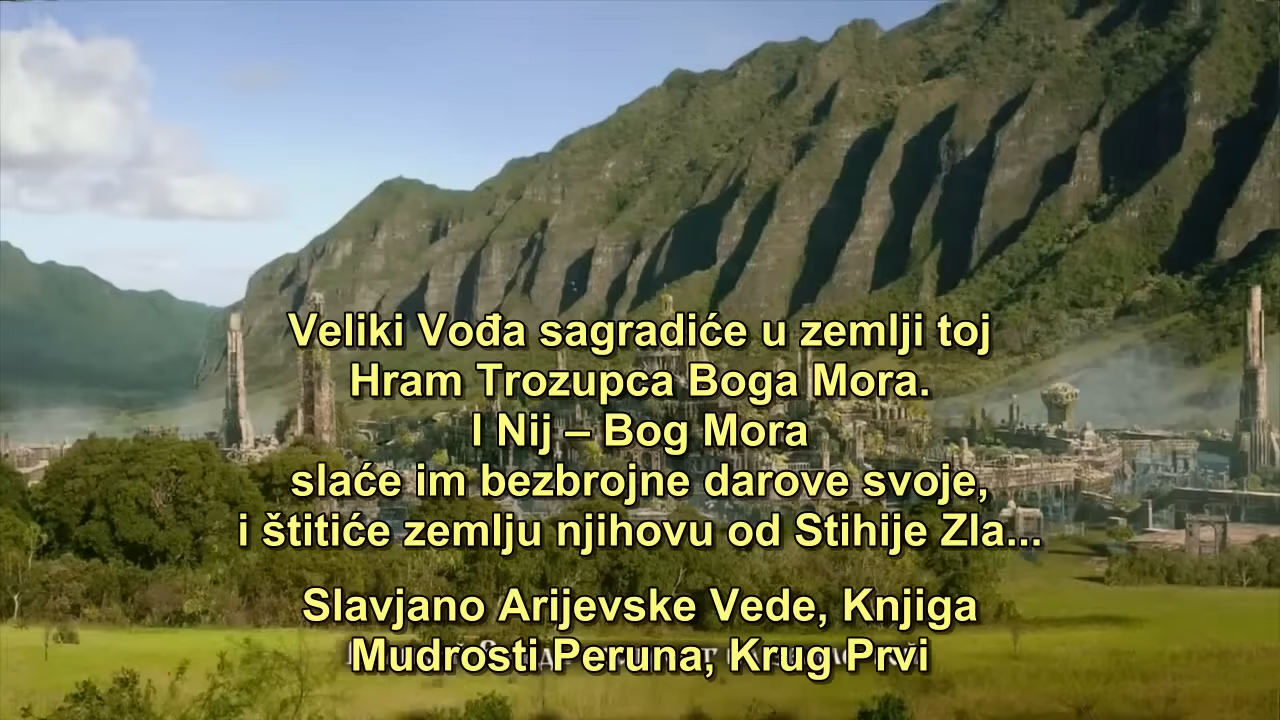 Veliki Vođa sagradiće u zemlji toj
Hram Trozupca Boga Mora.
I Nij – Bog Mora
slaće im bezbrojne darove svoje,
i štitiće zemlju njihovu od Stihije Zla...
Slavjano Arijevske Vede, Knjiga
Mudrosti Peruna, Krug Prvi